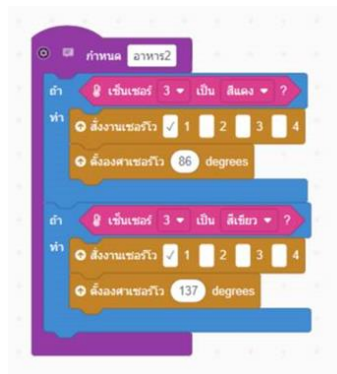 กำหนด อาหาร2
ถ้า เซ็นเซอร์ 3 เป็น สีแดง ?
ทำ สั่งงานเซอร์โว ✓ 1 2 3 4
ตั้งองศาเซอร์โว 86 degrees
ถ้า เซ็นเซอร์ 3 เป็น สีเขียว ?
ทำ สั่งงานเซอร์โว ✓ 1 2 3 4
ตั้งองศาเซอร์โว 137 degrees